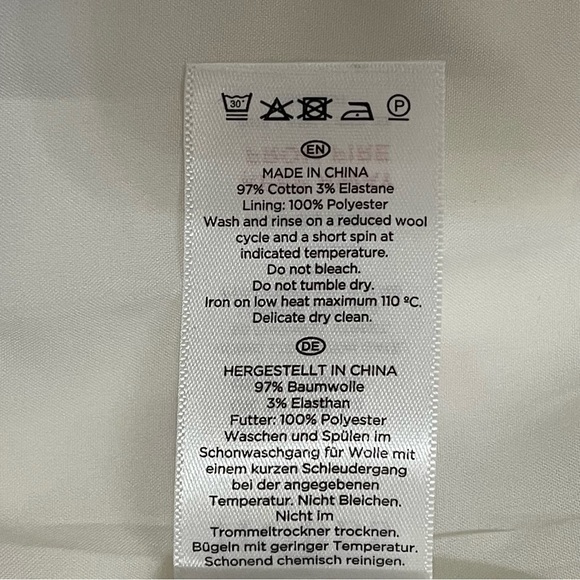 30°
P
EN
MADE IN CHINA
97% Cotton 3% Elastane
Lining: 100% Polyester
Wash and rinse on a reduced wool
cycle and a short spin at
indicated temperature.
Do not bleach.
Do not tumble dry.
Iron on low heat maximum 110 ºC.
Delicate dry clean.
DE
HERGESTELLT IN CHINA
97% Baumwolle
3% Elasthan
Futter: 100% Polyester
Waschen und Spülen im
Schonwaschgang für Wolle mit
einem kurzen Schleudergang
bei der angegebenen
Temperatur. Nicht Bleichen.
Nicht im
Trommeltrockner trocknen.
Bügeln mit geringer Temperatur.
Schonend chemisch reinigen.